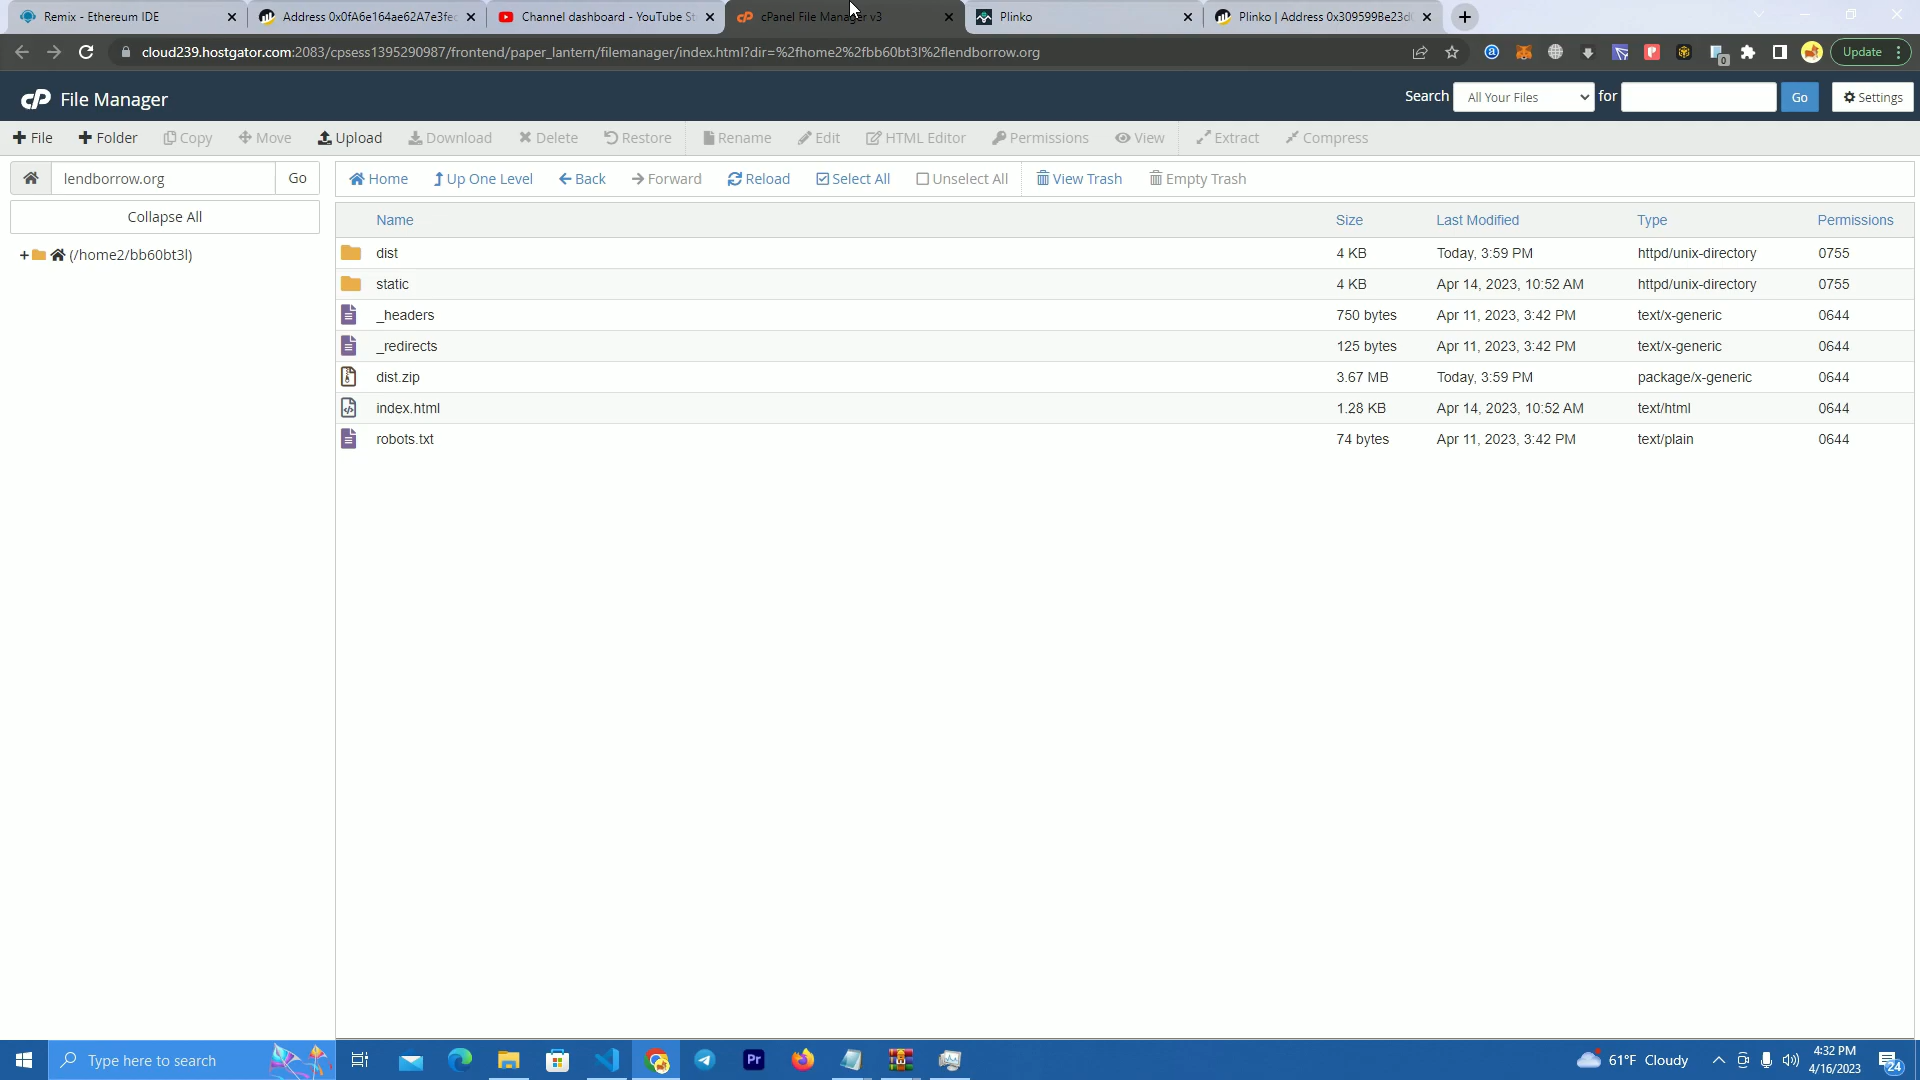 Remix - Ethereum IDE
Address 0x0fA6e164ae62A7e3fec
Channel dashboard - YouTube St
cPanel File Manager v3
Plinko
Plinko | Address 0x309599Be23d
cloud239.hostgator.com:2083/cpsess1395290987/frontend/paper_lantern/filemanager/index.html?dir=%2fhome2%2fbb60bt3l%2flendborrow.org
0
Update
cP File Manager
Search All Your Files for Go Settings
File Folder Copy Move Upload Download Delete Restore Rename Edit HTML Editor Permissions View Extract Compress
lendborrow.org Go
Home Up One Level Back Forward Reload Select All Unselect All View Trash Empty Trash
Collapse All
+ (/home2/bb60bt3l)
Name Size Last Modified Type Permissions
dist 4 KB Today, 3:59 PM httpd/unix-directory 0755
static 4 KB Apr 14, 2023, 10:52 AM httpd/unix-directory 0755
_headers 750 bytes Apr 11, 2023, 3:42 PM text/x-generic 0644
_redirects 125 bytes Apr 11, 2023, 3:42 PM text/x-generic 0644
dist.zip 3.67 MB Today, 3:59 PM package/x-generic 0644
index.html 1.28 KB Apr 14, 2023, 10:52 AM text/html 0644
robots.txt 74 bytes Apr 11, 2023, 3:42 PM text/plain 0644
Type here to search
Pr
61°F Cloudy
4:32 PM
4/16/2023
24